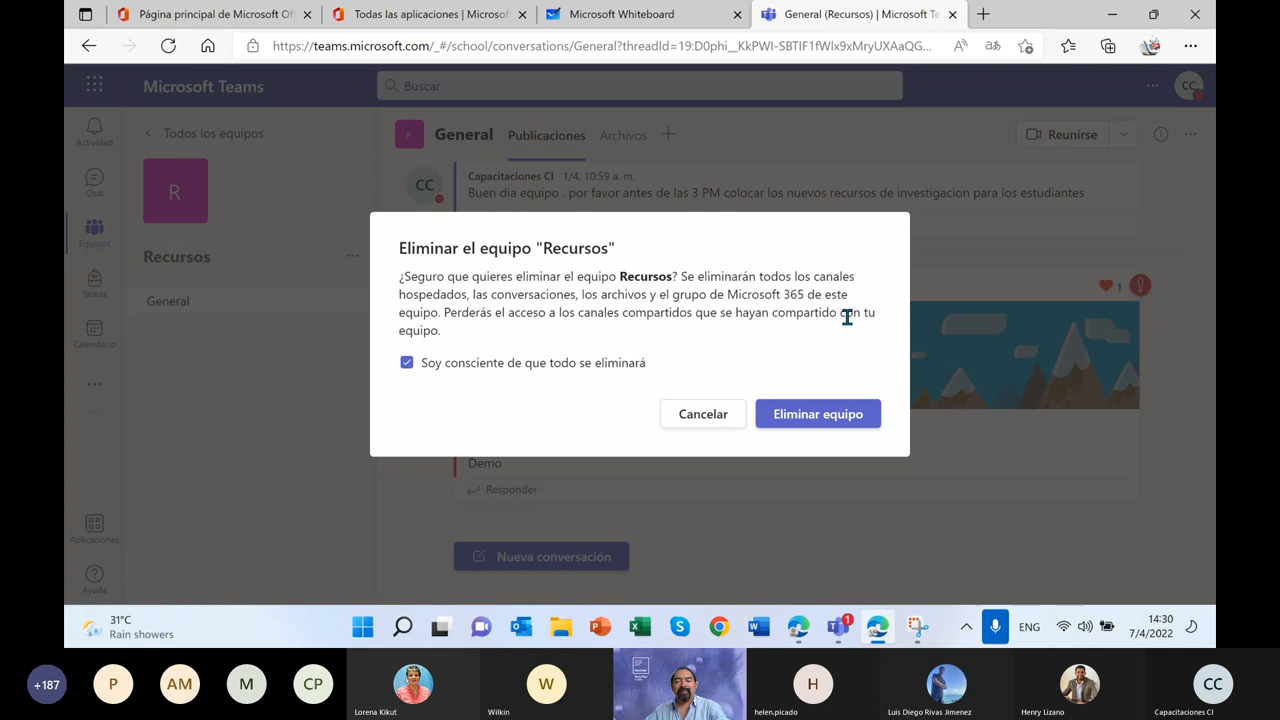 Página principal de Microsoft Of
Todas las aplicaciones | Microsof
Microsoft Whiteboard
General (Recursos) | Microsoft Te
https://teams.microsoft.com/_#/school/conversations/General?threadId=19:D0phi__KkPWI-SBTIF1fWlx9xMryUXAaQG...
Microsoft Teams
Buscar
CC
Actividad
Chat
Equipos
Tareas
Calendario
Aplicaciones
Ayuda
Todos los equipos
R
Recursos
General
R
General
Publicaciones
Archivos
Reunirse
CC
Capacitaciones CI 1/4, 10:59 a. m.
Buen dia equipo . por favor antes de las 3 PM colocar los nuevos recursos de investigacion para los estudiantes
1
Eliminar el equipo "Recursos"
¿Seguro que quieres eliminar el equipo Recursos? Se eliminarán todos los canales
hospedados, las conversaciones, los archivos y el grupo de Microsoft 365 de este
equipo. Perderás el acceso a los canales compartidos que se hayan compartido con tu
equipo.
Soy consciente de que todo se eliminará
Cancelar
Eliminar equipo
Demo
Responder
Nueva conversación
31°C
Rain showers
1
ENG
14:30
7/4/2022
+187
P
AM
M
CP
Lorena Kikut
W
Wilkin
H
helen.picado
Luis Diego Rivas Jimenez
Henry Lizano
CC
Capacitaciones CI